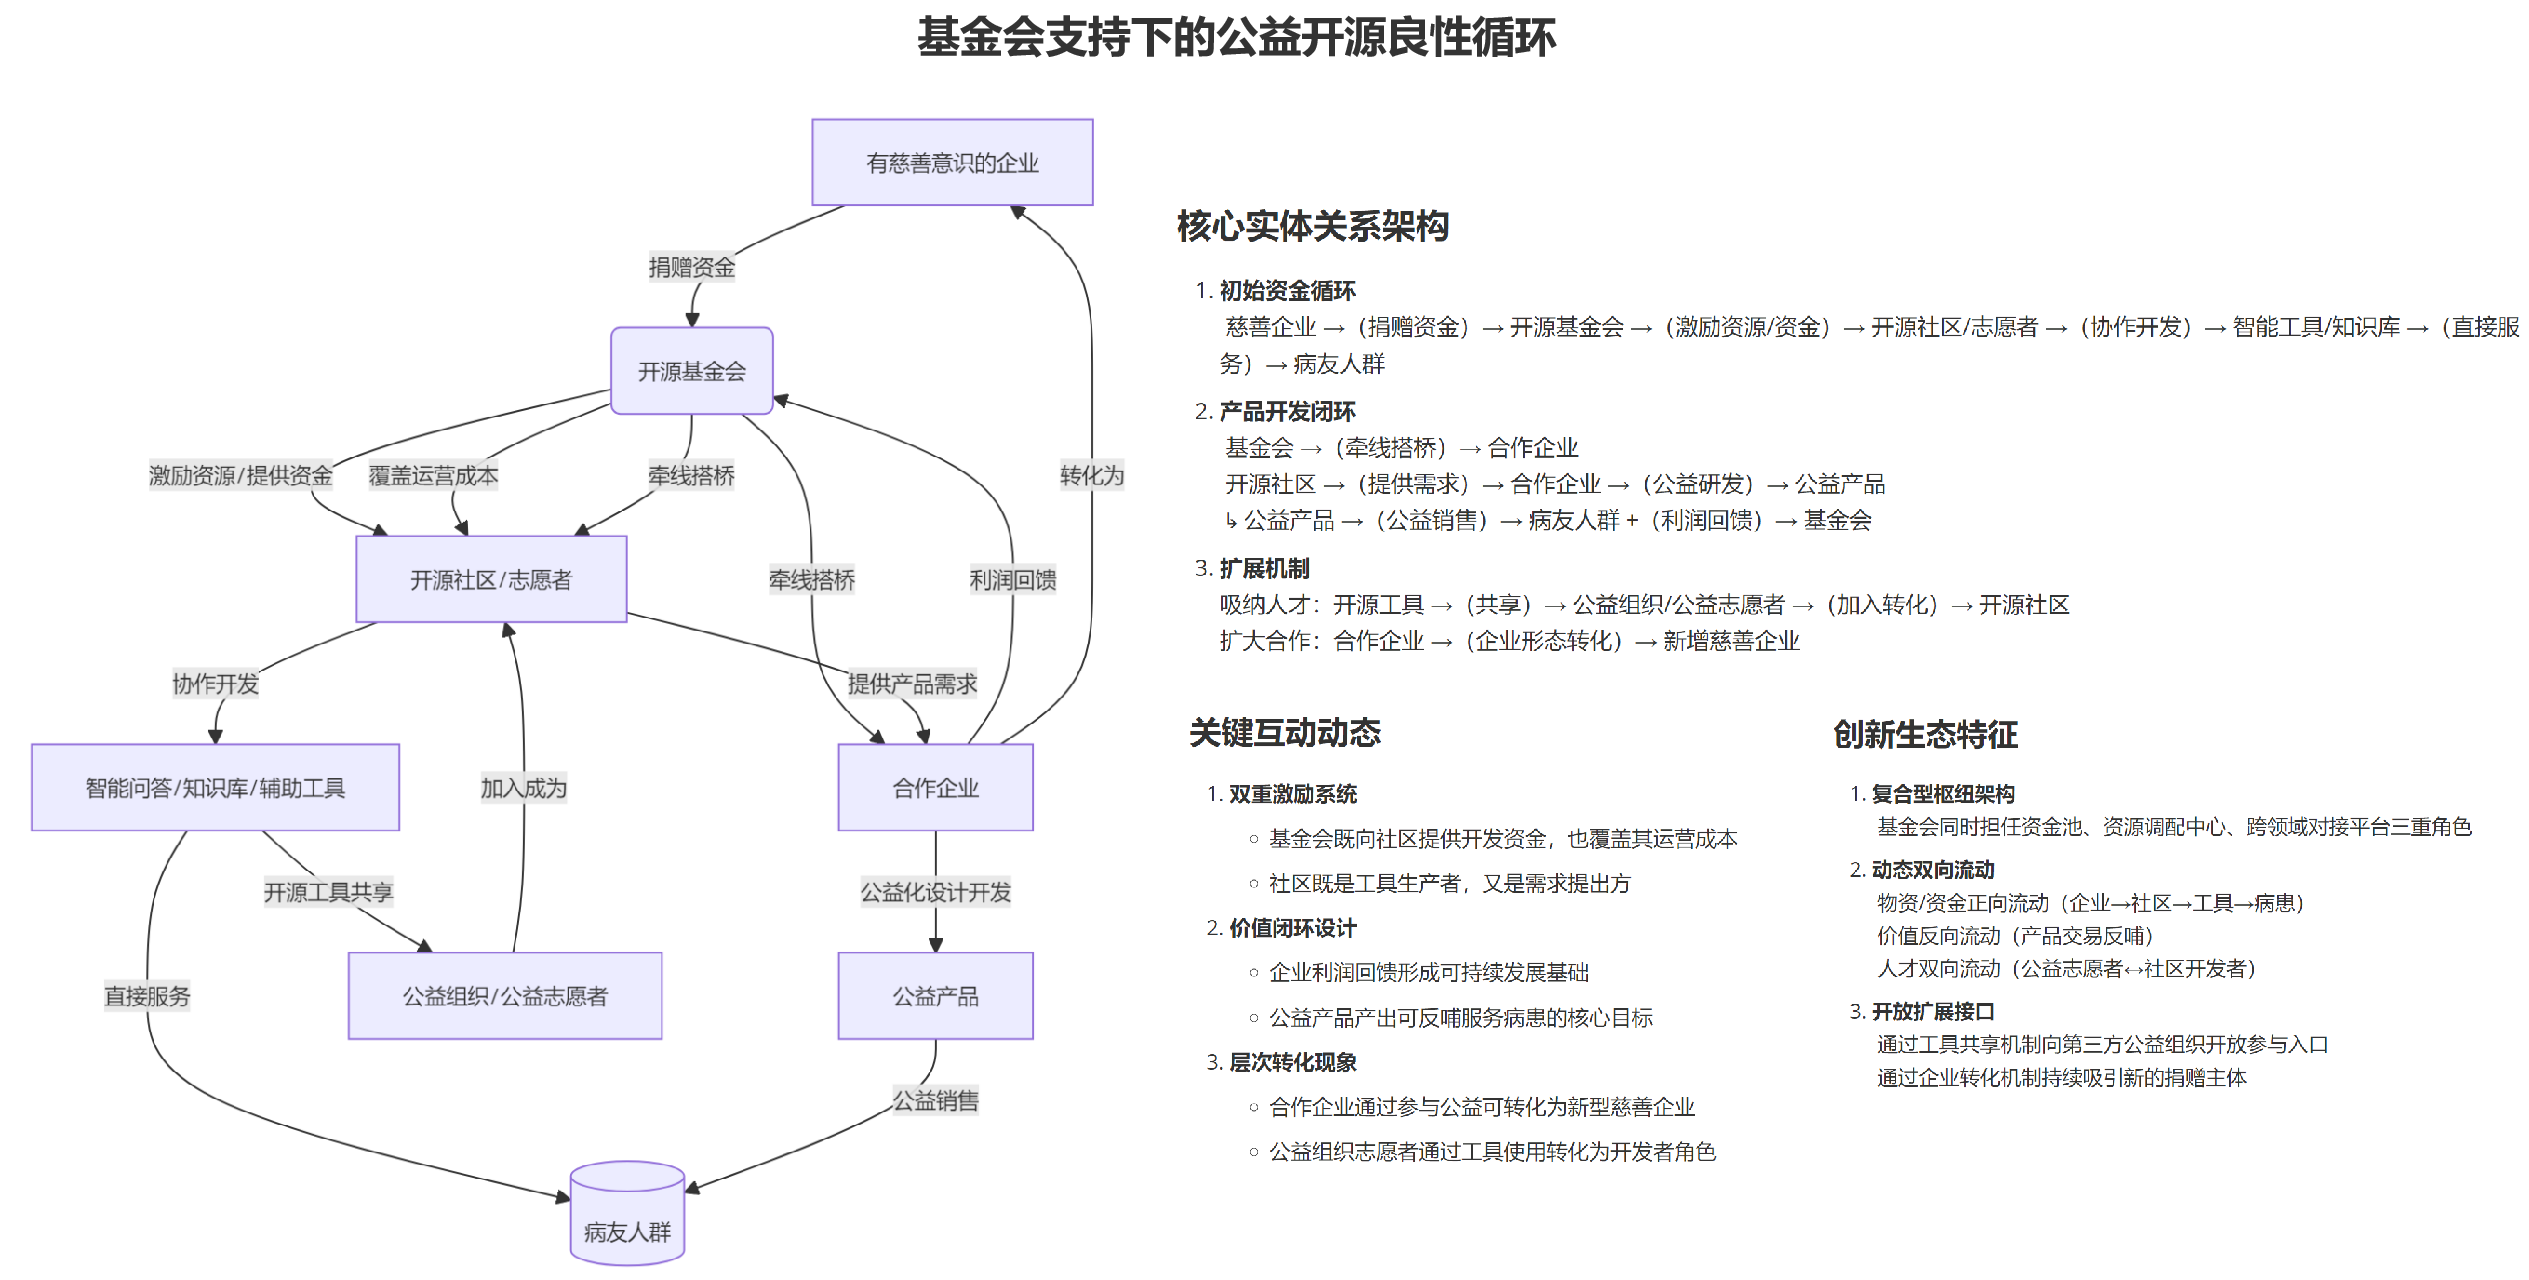 基金会支持下的公益开源良性循环
有慈善意识的企业
捐赠资金
开源基金会
激励资源/提供资金
覆盖运营成本
牵线搭桥
转化为
开源社区/志愿者
牵线搭桥
利润回馈
协作开发
提供产品需求
智能问答/知识库/辅助工具
加入成为
合作企业
开源工具共享
公益化设计开发
直接服务
公益组织/公益志愿者
公益产品
公益销售
病友人群
核心实体关系架构
1. 初始资金循环
慈善企业 →（捐赠资金）→ 开源基金会 →（激励资源/资金）→ 开源社区/志愿者 →（协作开发）→ 智能工具/知识库 →（直接服
务）→ 病友人群
2. 产品开发闭环
基金会 →（牵线搭桥）→ 合作企业
开源社区 →（提供需求）→ 合作企业 →（公益研发）→ 公益产品
↳ 公益产品 →（公益销售）→ 病友人群 +（利润回馈）→ 基金会
3. 扩展机制
吸纳人才：开源工具 →（共享）→ 公益组织/公益志愿者 →（加入转化）→ 开源社区
扩大合作：合作企业 →（企业形态转化）→ 新增慈善企业
关键互动动态
1. 双重激励系统
○ 基金会既向社区提供开发资金，也覆盖其运营成本
○ 社区既是工具生产者，又是需求提出方
2. 价值闭环设计
○ 企业利润回馈形成可持续发展基础
○ 公益产品产出可反哺服务病患的核心目标
3. 层次转化现象
○ 合作企业通过参与公益可转化为新型慈善企业
○ 公益组织志愿者通过工具使用转化为开发者角色
创新生态特征
1. 复合型枢纽架构
基金会同时担任资金池、资源调配中心、跨领域对接平台三重角色
2. 动态双向流动
物资/资金正向流动（企业→社区→工具→病患）
价值反向流动（产品交易反哺）
人才双向流动（公益志愿者↔社区开发者）
3. 开放扩展接口
通过工具共享机制向第三方公益组织开放参与入口
通过企业转化机制持续吸引新的捐赠主体